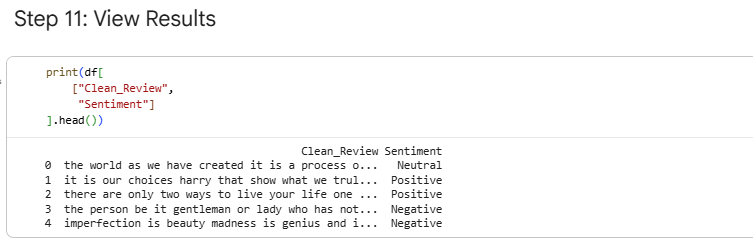 Step 11: View Results
print(df[
["Clean_Review",
"Sentiment"]
].head())
Clean_Review Sentiment
0 the world as we have created it is a process o... Neutral
1 it is our choices harry that show what we trul... Positive
2 there are only two ways to live your life one ... Positive
3 the person be it gentleman or lady who has not... Negative
4 imperfection is beauty madness is genius and i... Negative